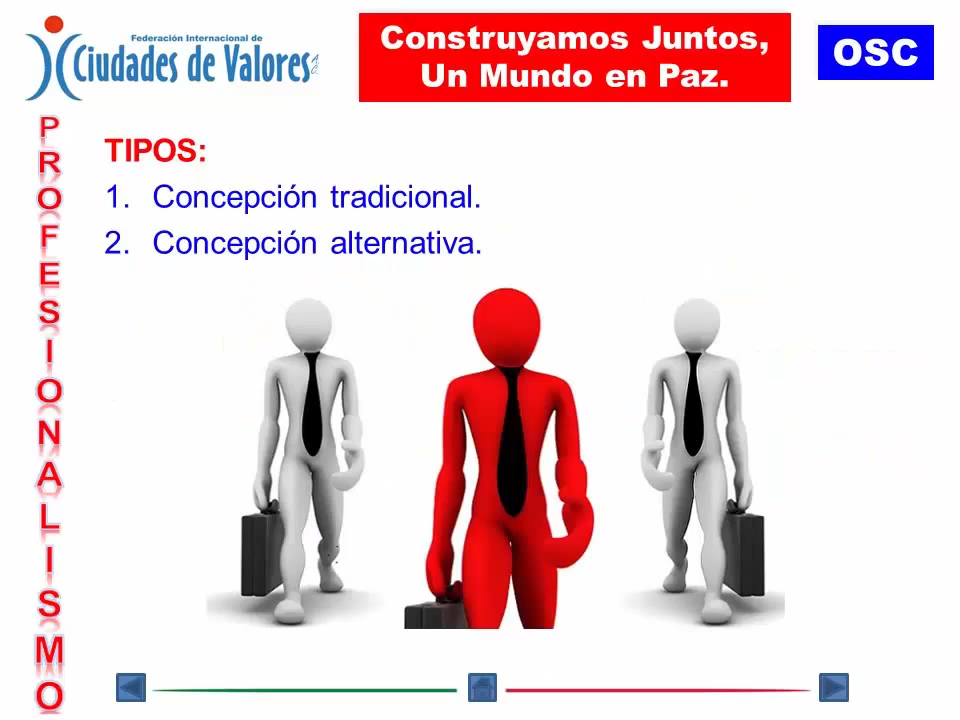 Federación Internacional de
Ciudades de Valores A.C.
Construyamos Juntos,
Un Mundo en Paz.
OSC
PROFESIONALISMO
TIPOS:
1. Concepción tradicional.
2. Concepción alternativa.